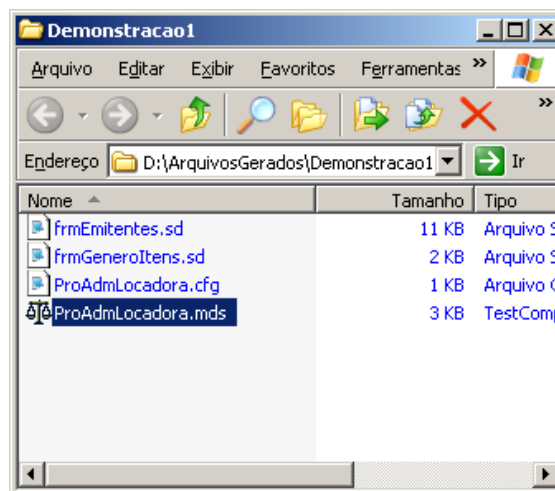 Demonstracao1
Arquivo Editar Exibir Favoritos Ferramentas »
»
Endereço D:\ArquivosGerados\Demonstracao1 Ir
Nome Tamanho Tipo
frmEmitentes.sd 11 KB Arquivo S
frmGeneroItens.sd 2 KB Arquivo S
ProAdmLocadora.cfg 1 KB Arquivo C
ProAdmLocadora.mds 3 KB TestComp